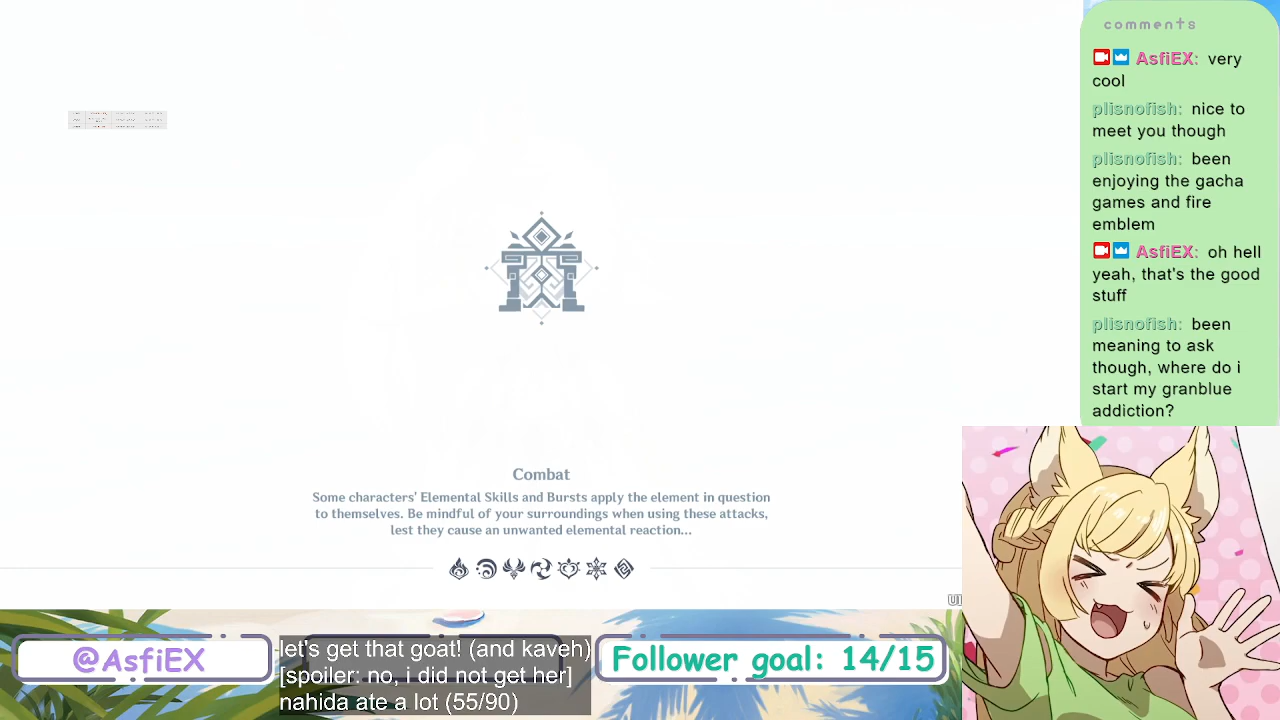 comments
AsfiEX: very
cool
plisnofish: nice to
meet you though
plisnofish: been
enjoying the gacha
games and fire
emblem
AsfiEX: oh hell
yeah, that's the good
stuff
plisnofish: been
meaning to ask
though, where do i
start my granblue
addiction?
Combat
Some characters' Elemental Skills and Bursts apply the element in question
to themselves. Be mindful of your surroundings when using these attacks,
lest they cause an unwanted elemental reaction...
@AsfiEX
let's get that goat! (and kaveh)
[spoiler: no, i did not get her]
nahida ate a lot (55/90)
Follower goal: 14/15